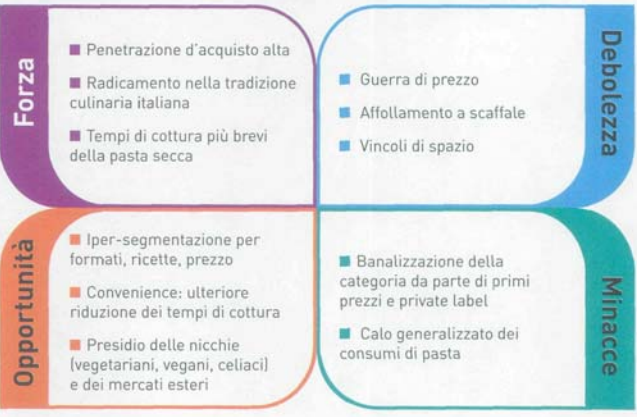 Forza
■ Penetrazione d'acquisto alta
■ Radicamento nella tradizione
culinaria italiana
■ Tempi di cottura più brevi
della pasta secca
Debolezza
■ Guerra di prezzo
■ Affollamento a scaffale
■ Vincoli di spazio
Opportunità
■ Iper-segmentazione per
formati, ricette, prezzo
■ Convenience: ulteriore
riduzione dei tempi di cottura
■ Presidio delle nicchie
(vegetariani, vegani, celiaci)
e dei mercati esteri
Minacce
■ Banalizzazione della
categoria da parte di primi
prezzi e private label
■ Calo generalizzato dei
consumi di pasta